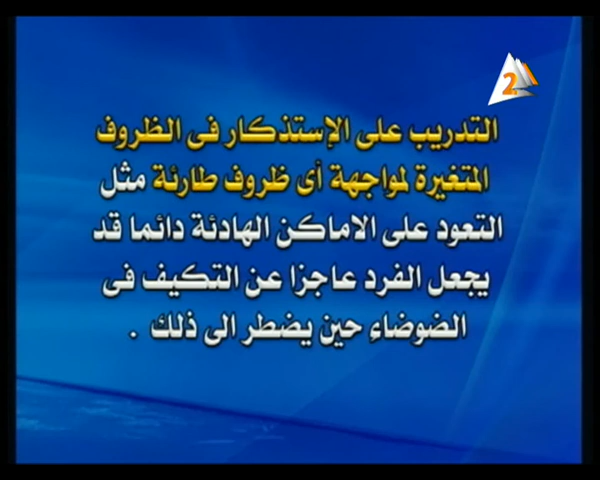 2
التدريب على الإستذكار فى الظروف
المتغيرة لمواجهة أى ظروف طارئة مثل
التعود على الاماكن الهادئة دائما قد
يجعل الفرد عاجزا عن التكيف فى
الضوضاء حين يضطر الى ذلك .